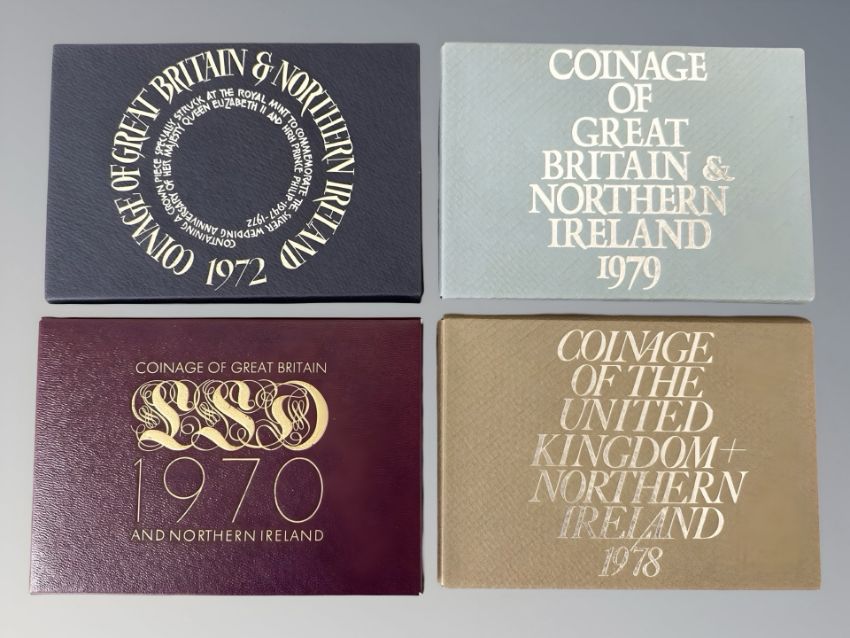 COINAGE OF GREAT BRITAIN & NORTHERN IRELAND
1972
CONTAINING A CROWN PIECE SPECIALLY STRUCK AT THE ROYAL MINT TO COMMEMORATE THE
SILVER WEDDING ANNIVERSARY OF HER MAJESTY QUEEN ELIZABETH II AND HRH PRINCE PHILIP 1947-1972
COINAGE
OF
GREAT
BRITAIN &
NORTHERN
IRELAND
1979
COINAGE OF GREAT BRITAIN
LSD
1970
AND NORTHERN IRELAND
COINAGE
OF THE
UNITED
KINGDOM+
NORTHERN
IRELAND
1978